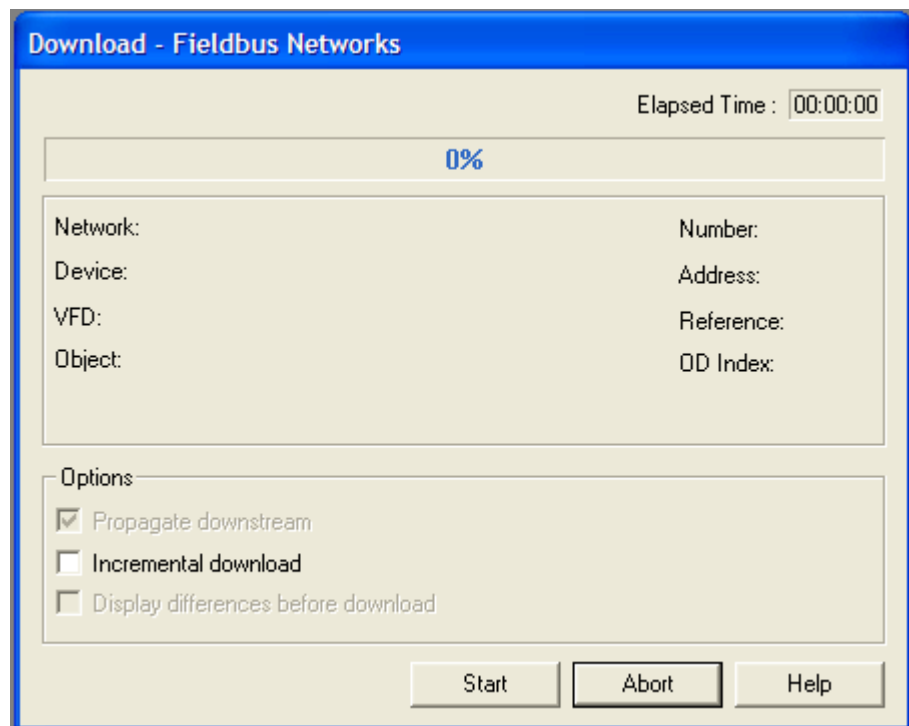 Download - Fieldbus Networks
Elapsed Time : 00:00:00
0%
Network:
Number:
Device:
Address:
VFD:
Reference:
Object:
OD Index:
Options
Propagate downstream
Incremental download
Display differences before download
Start
Abort
Help